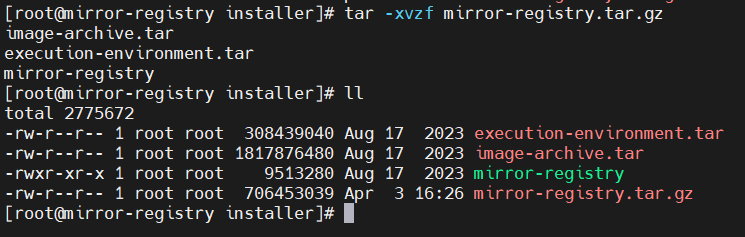 [root@mirror-registry installer]# tar -xvzf mirror-registry.tar.gz
image-archive.tar
execution-environment.tar
mirror-registry
[root@mirror-registry installer]# ll
total 2775672
-rw-r--r-- 1 root root  308439040 Aug 17  2023 execution-environment.tar
-rw-r--r-- 1 root root 1817876480 Aug 17  2023 image-archive.tar
-rwxr-xr-x 1 root root    9513280 Aug 17  2023 mirror-registry
-rw-r--r-- 1 root root  706453039 Apr  3 16:26 mirror-registry.tar.gz
[root@mirror-registry installer]#